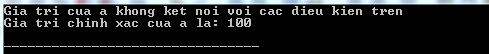 Gia tri cua a khong ket noi voi cac dieu kien tren
Gia tri chinh xac cua a la: 100
--------------------------------